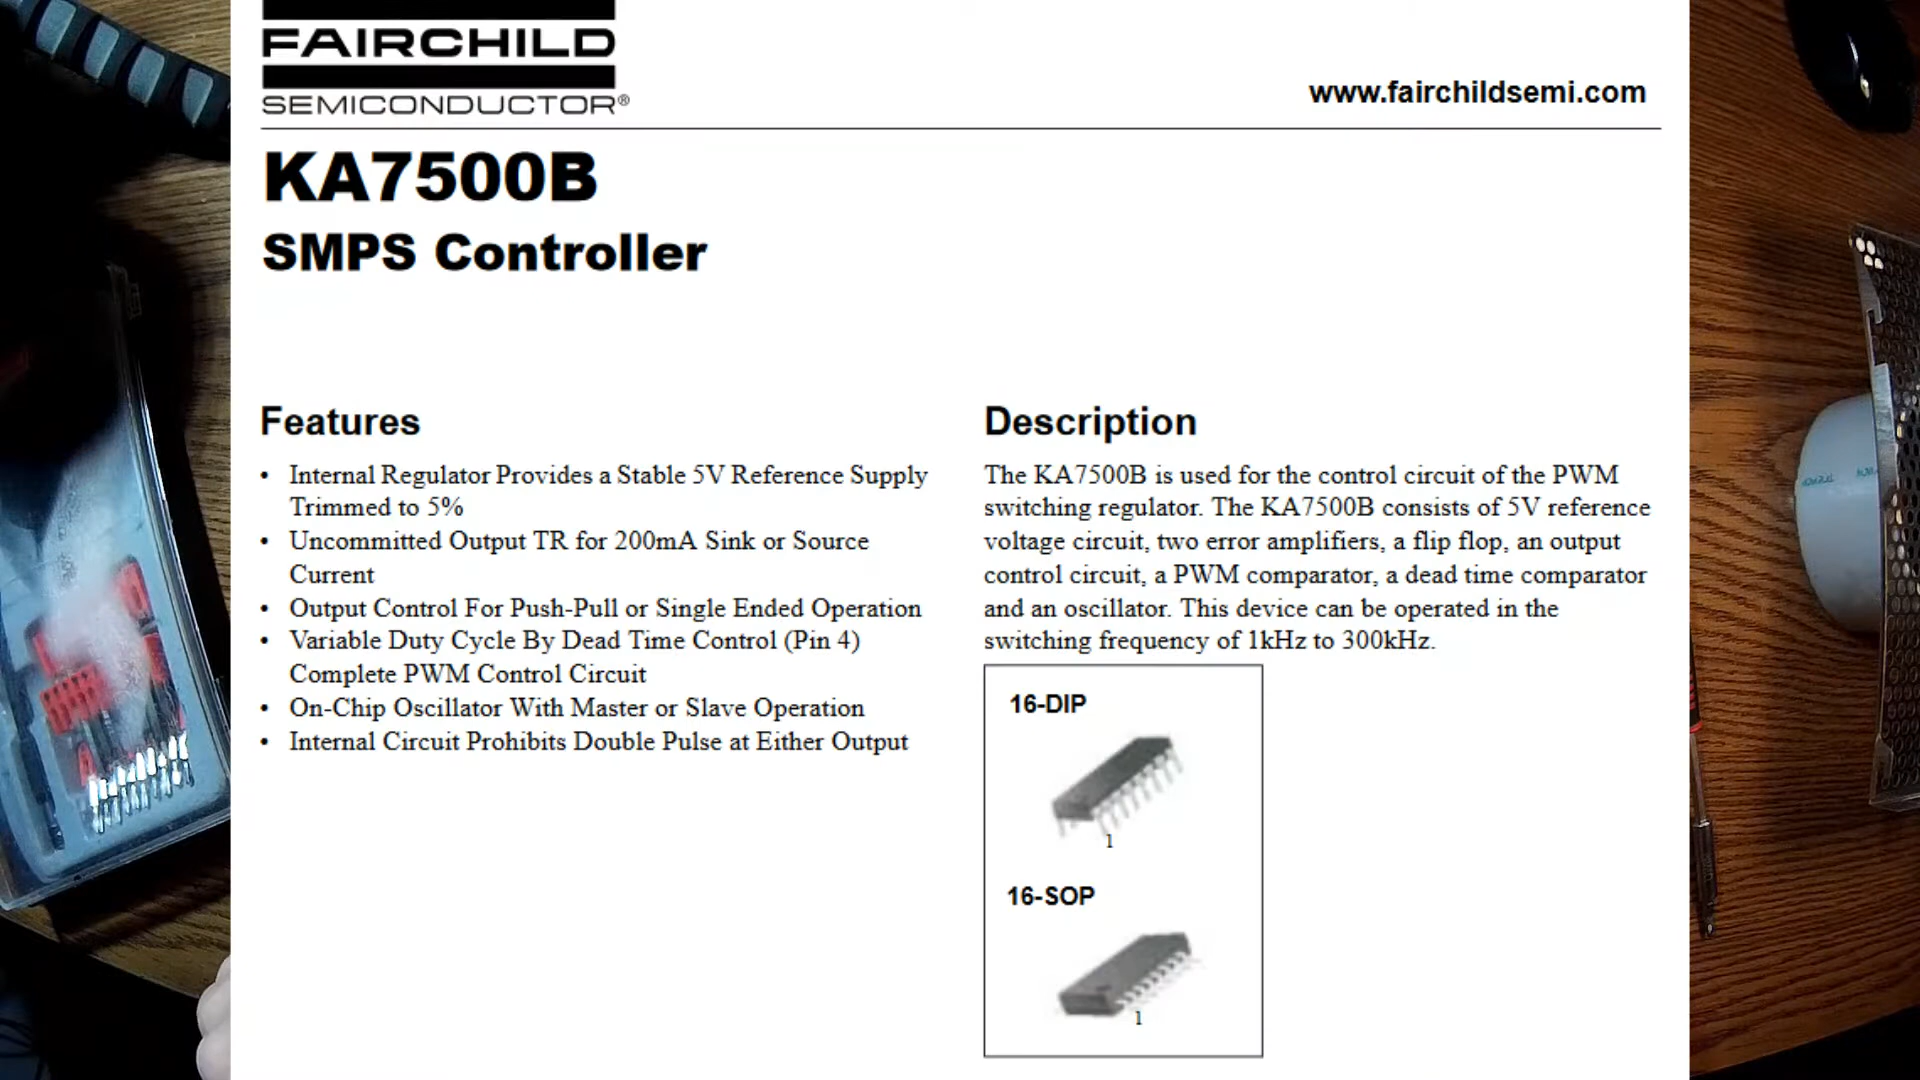 FAIRCHILD
SEMICONDUCTOR®
www.fairchildsemi.com
KA7500B
SMPS Controller
Features
• Internal Regulator Provides a Stable 5V Reference Supply
Trimmed to 5%
• Uncommitted Output TR for 200mA Sink or Source
Current
• Output Control For Push-Pull or Single Ended Operation
• Variable Duty Cycle By Dead Time Control (Pin 4)
Complete PWM Control Circuit
• On-Chip Oscillator With Master or Slave Operation
• Internal Circuit Prohibits Double Pulse at Either Output
Description
The KA7500B is used for the control circuit of the PWM
switching regulator. The KA7500B consists of 5V reference
voltage circuit, two error amplifiers, a flip flop, an output
control circuit, a PWM comparator, a dead time comparator
and an oscillator. This device can be operated in the
switching frequency of 1kHz to 300kHz.
16-DIP
1
16-SOP
1